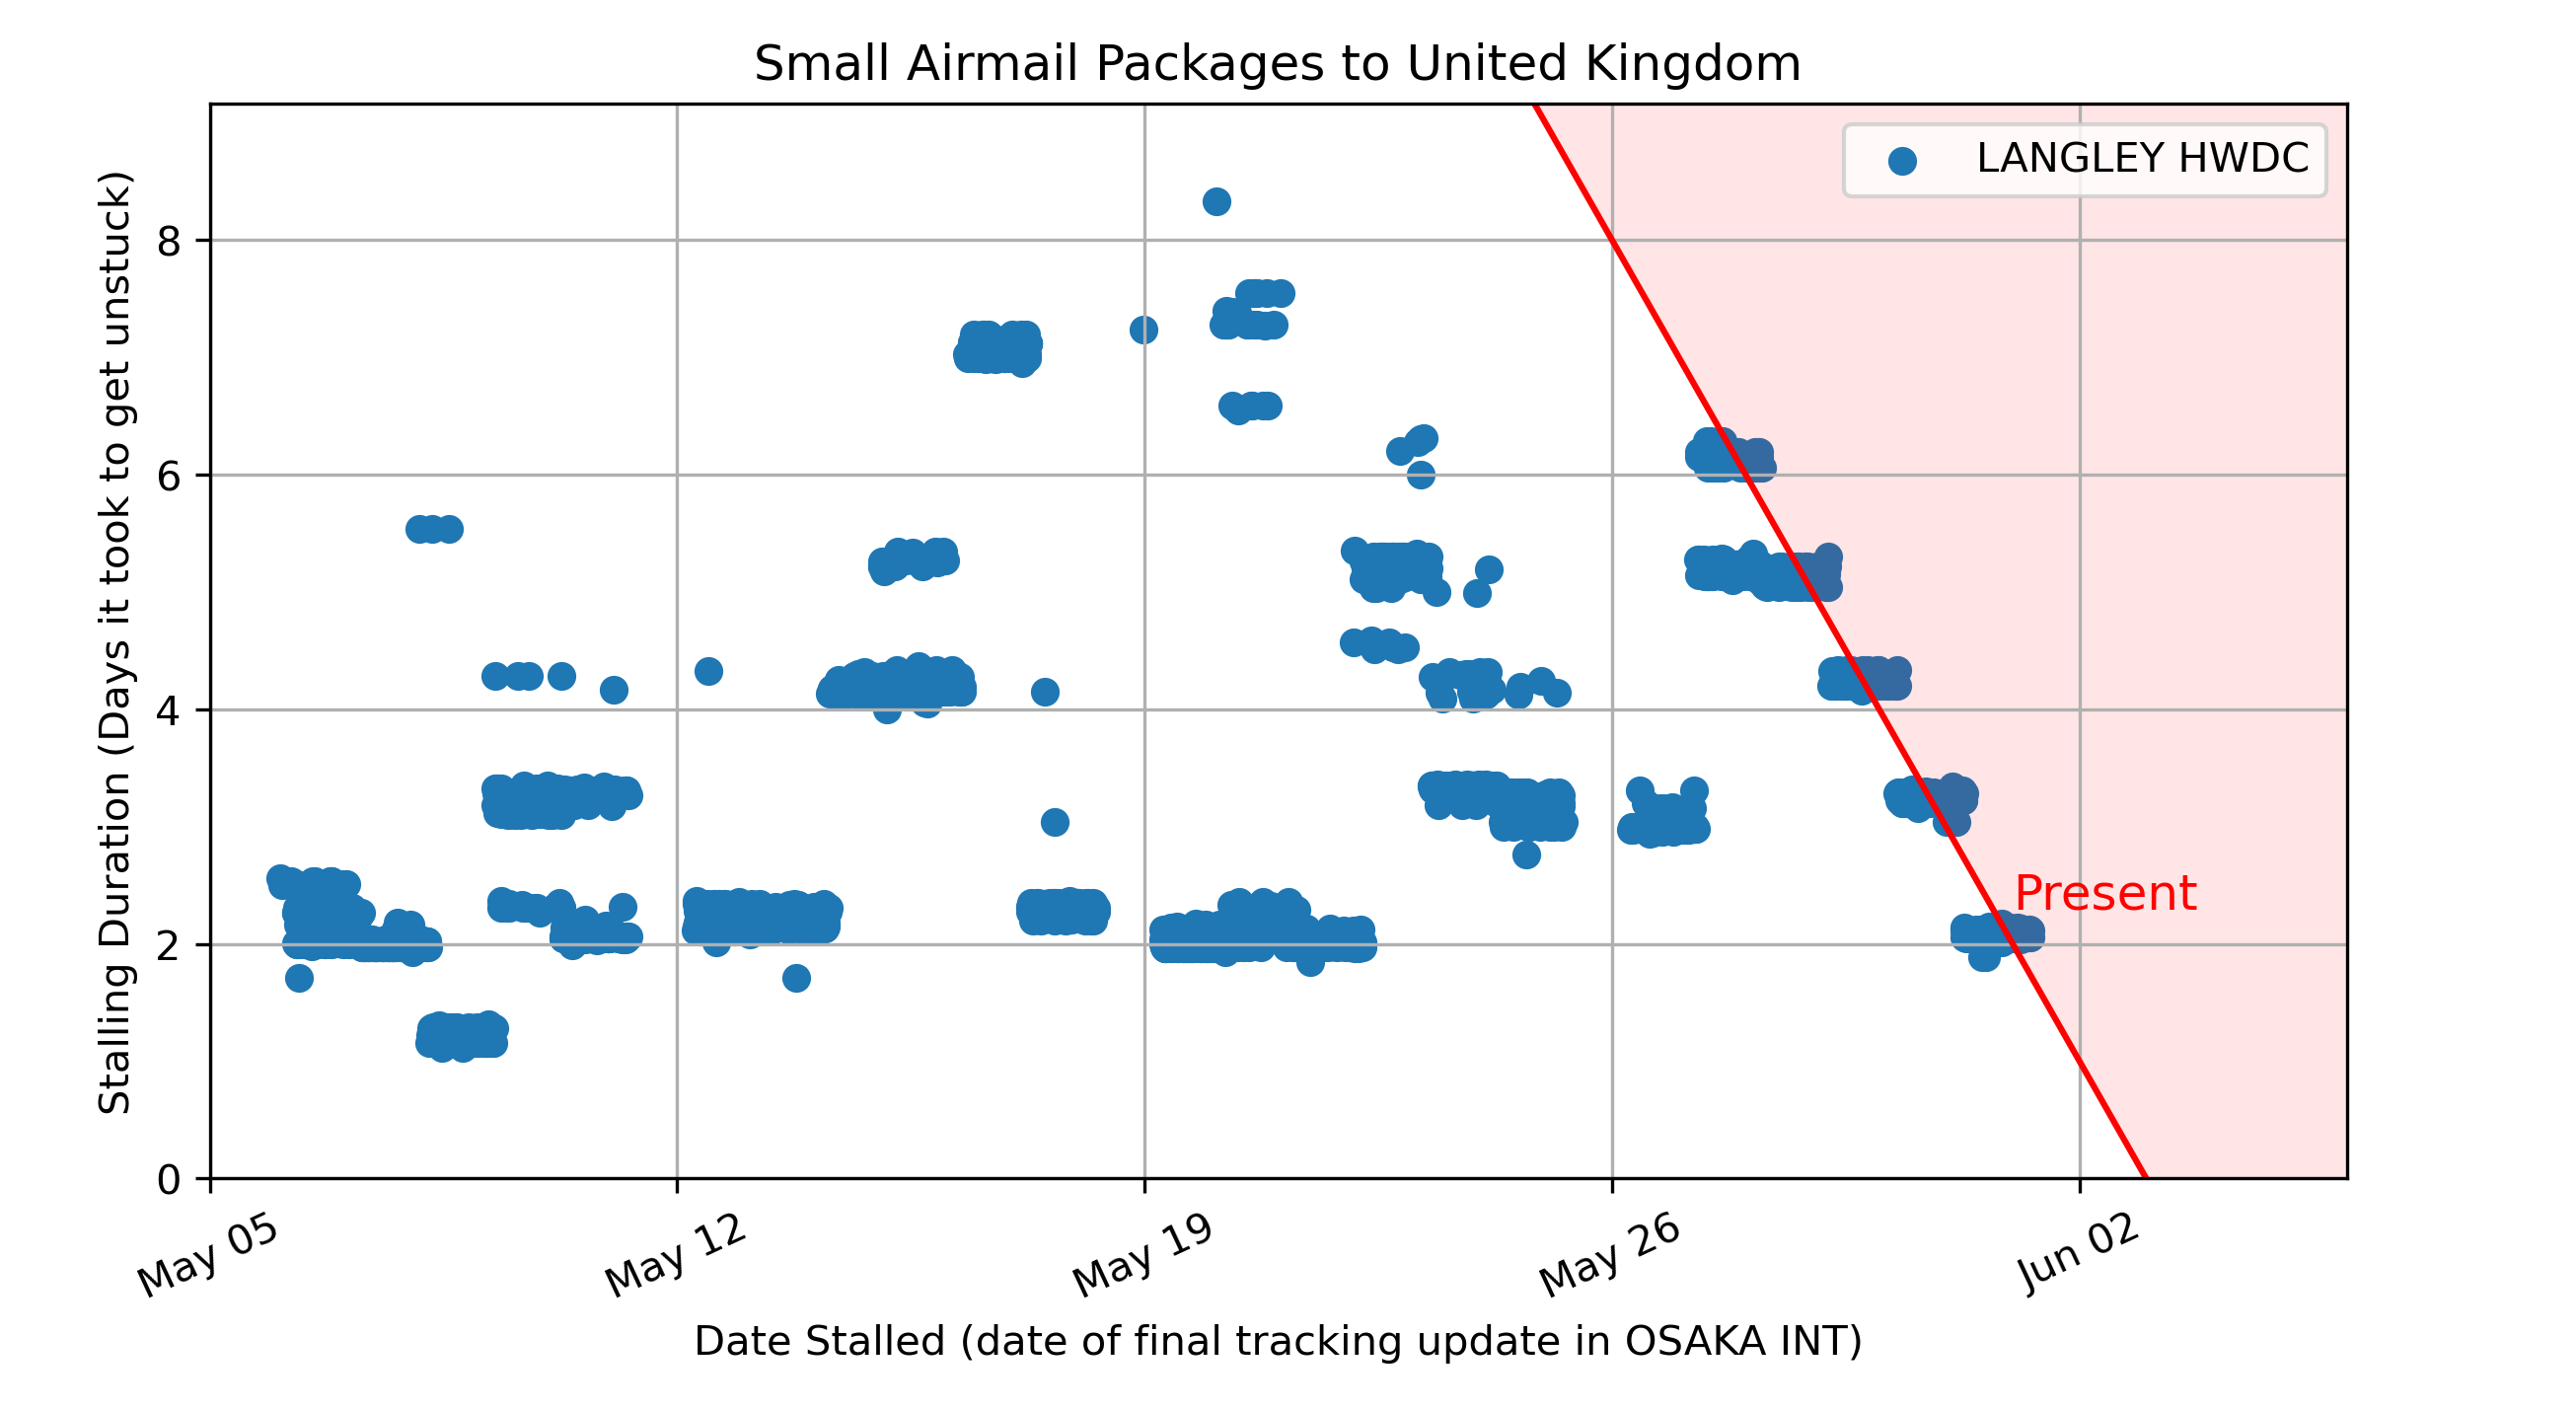 Small Airmail Packages to United Kingdom
LANGLEY HWDC
Stalling Duration (Days it took to get unstuck)
8
6
4
2
0
Present
May 05
May 12
May 19
May 26
Jun 02
Date Stalled (date of final tracking update in OSAKA INT)